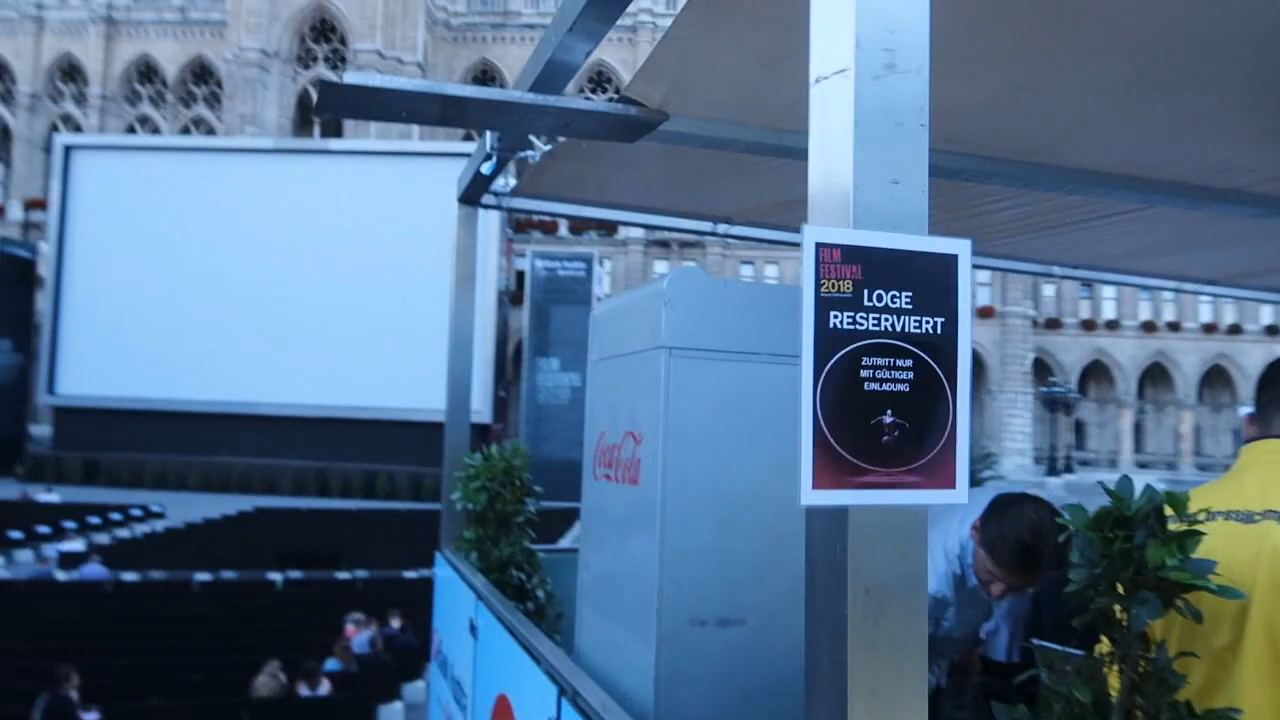 FILM
FESTIVAL
2018
LOGE
RESERVIERT
ZUTRITT NUR
MIT GÜLTIGER
EINLADUNG
Coca-Cola